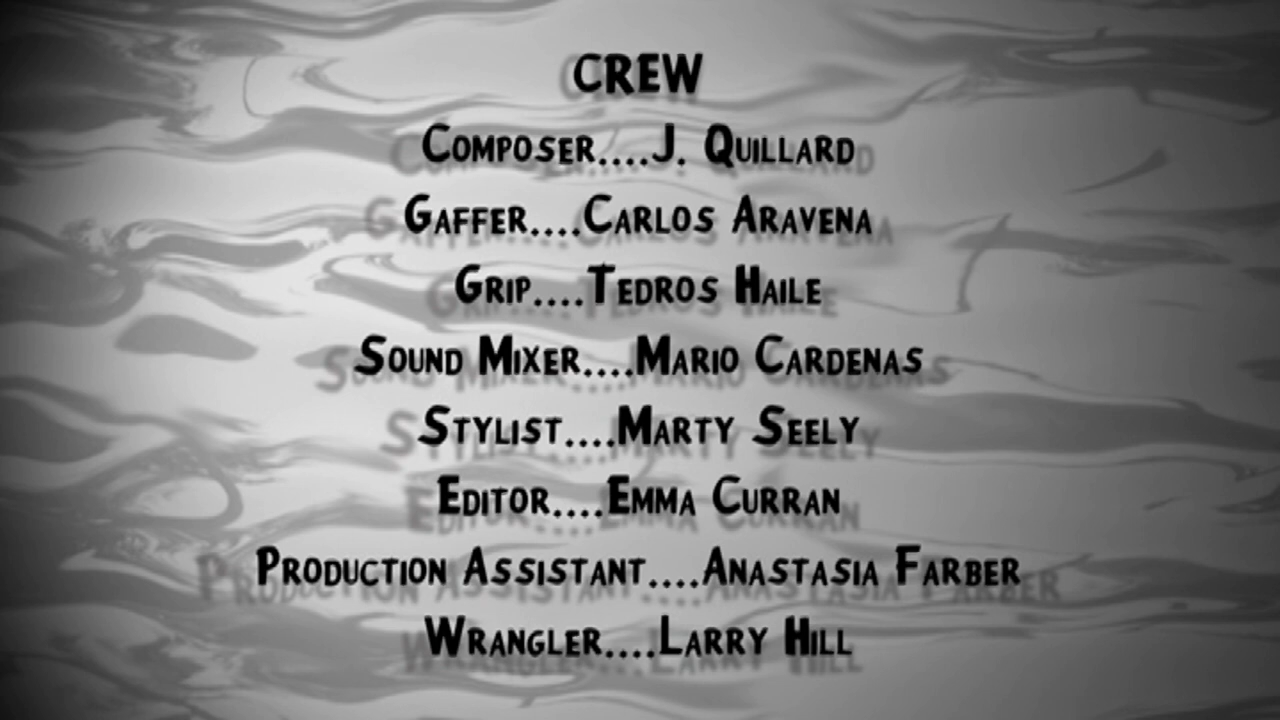 CREW
Composer....J. Quillard
Gaffer....Carlos Aravena
Grip....Tedros Haile
Sound Mixer....Mario Cardenas
Stylist....Marty Seely
Editor....Emma Curran
Production Assistant....Anastasia Farber
Wrangler....Larry Hill